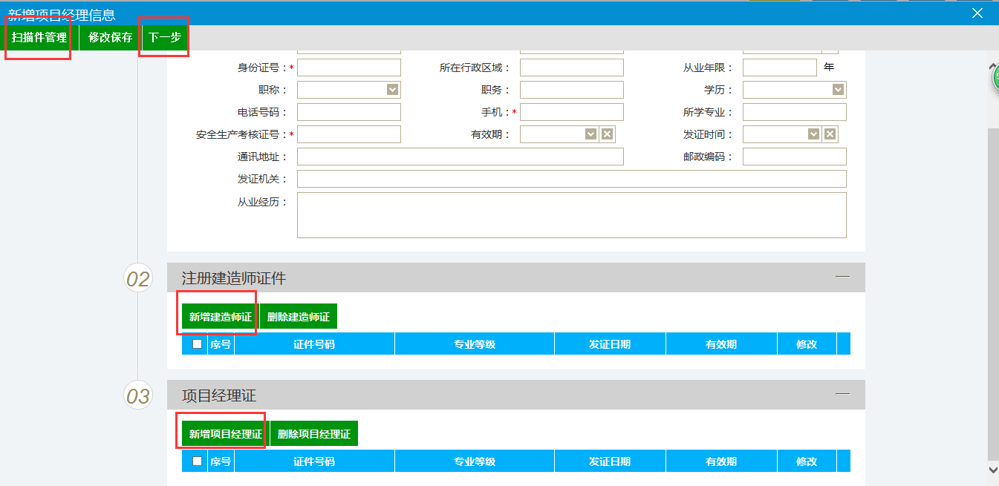 新增项目经理信息
扫描件管理 修改保存 下一步
身份证号：* 所在行政区域： 从业年限： 年
职称： 职务： 学历：
电话号码： 手机：* 所学专业：
安全生产考核证号：* 有效期： 发证时间：
通讯地址： 邮政编码：
发证机关：
从业经历：
02 注册建造师证件
新增建造师证 删除建造师证
序号 证件号码 专业等级 发证日期 有效期 修改
03 项目经理证
新增项目经理证 删除项目经理证
序号 证件号码 专业等级 发证日期 有效期 修改